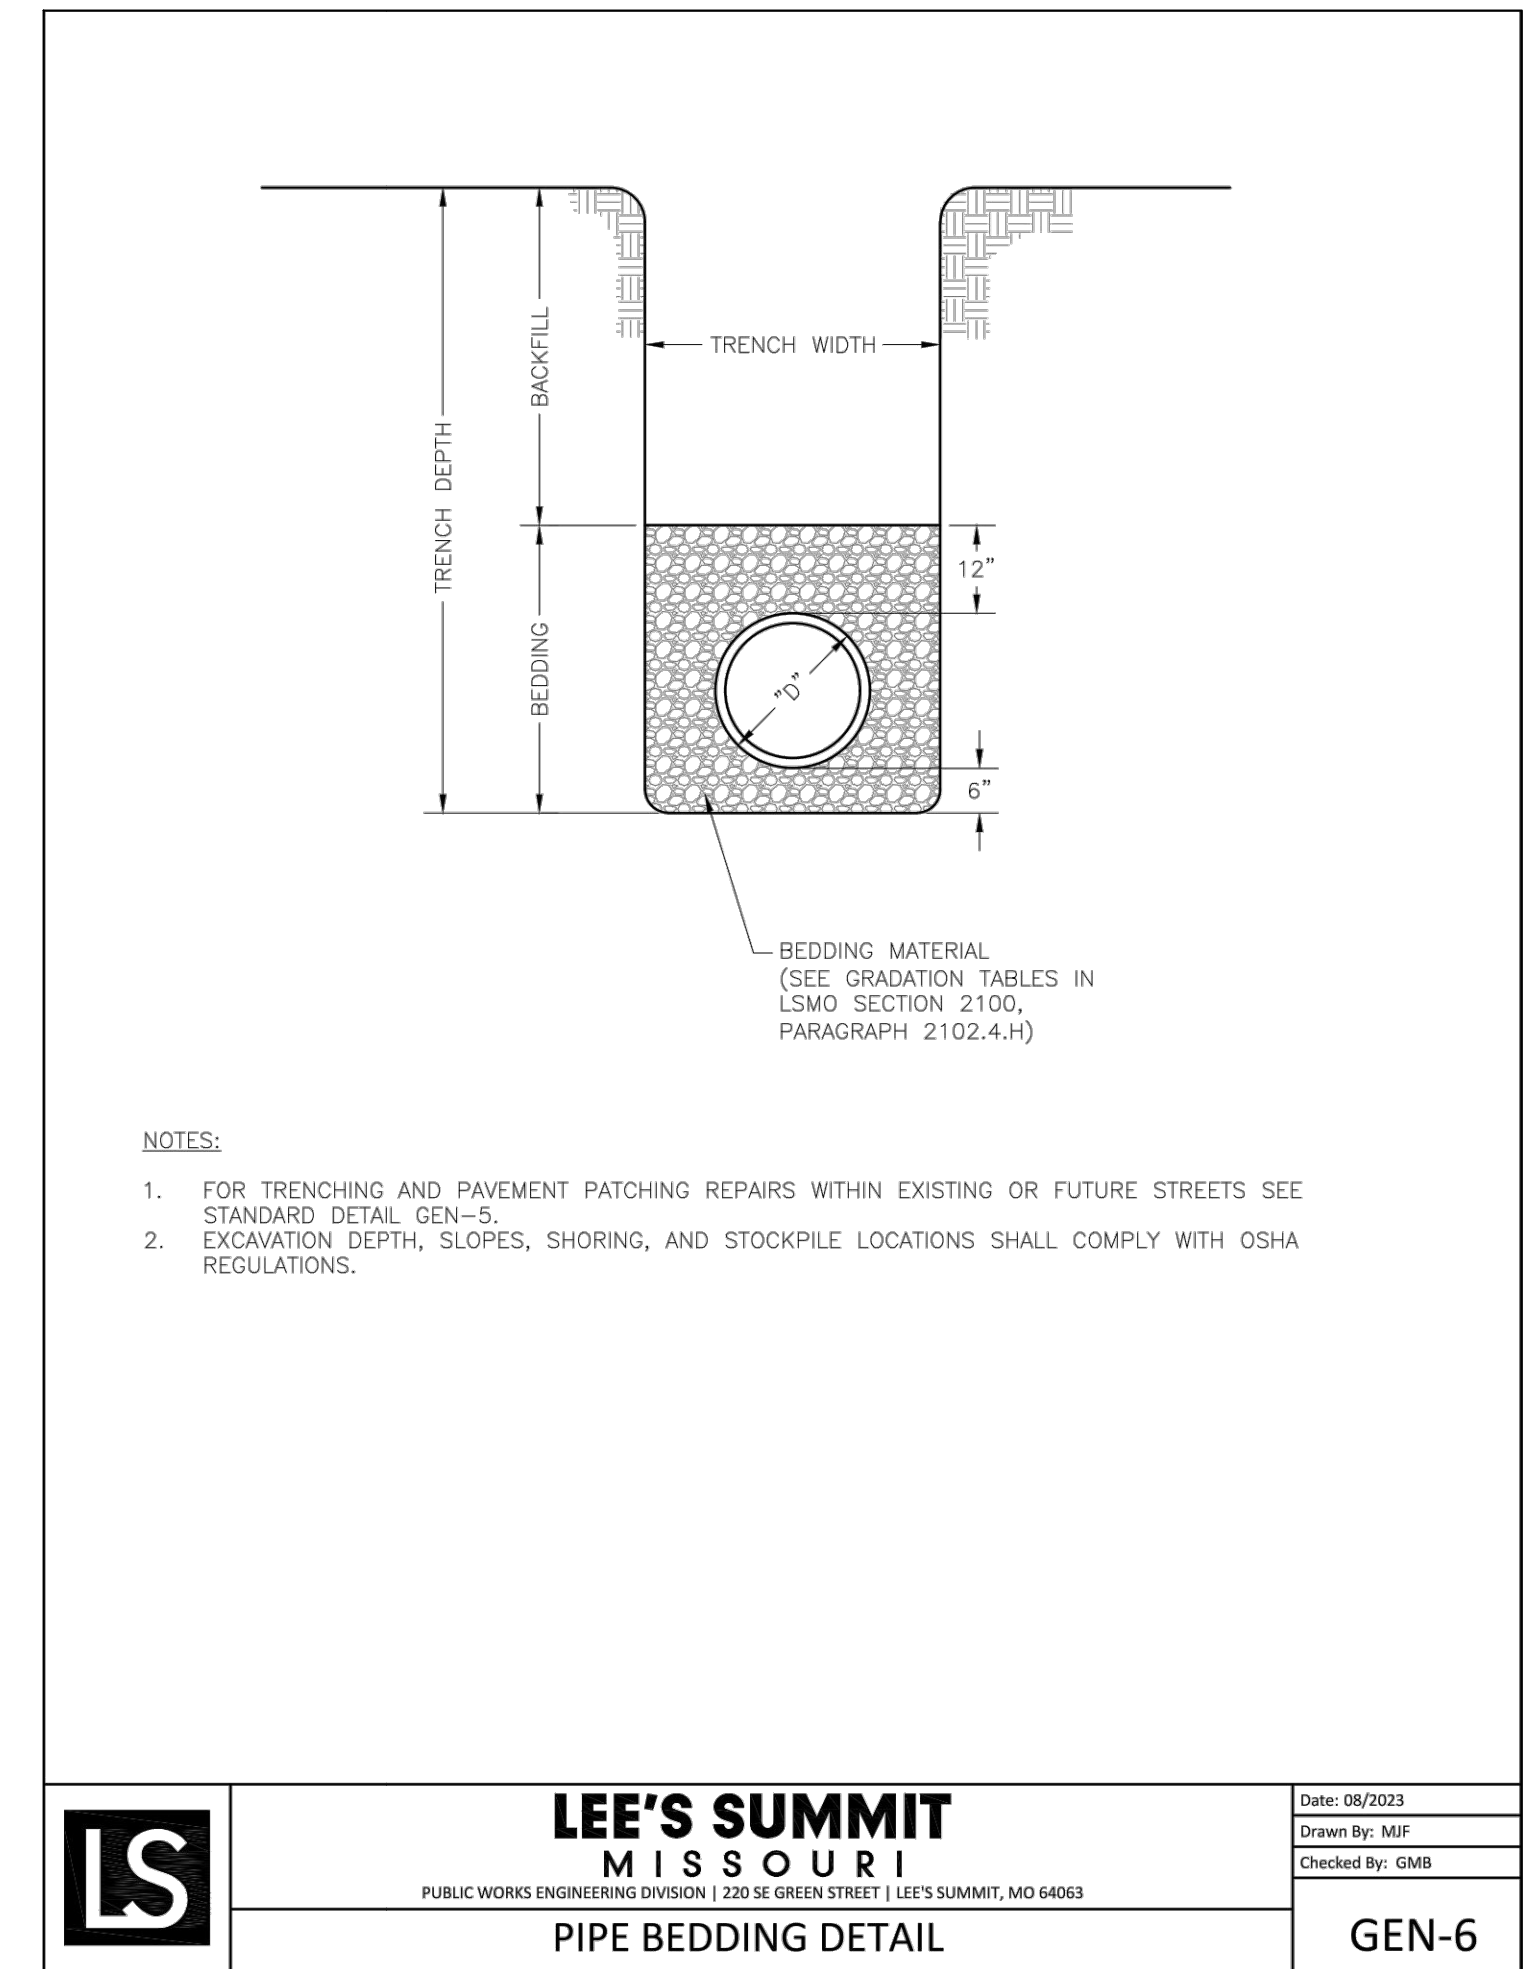 BACKFILL
TRENCH WIDTH
TRENCH DEPTH
12”
BEDDING
”D”
6”
BEDDING MATERIAL
(SEE GRADATION TABLES IN
LSMO SECTION 2100,
PARAGRAPH 2102.4.H)
NOTES:
1. FOR TRENCHING AND PAVEMENT PATCHING REPAIRS WITHIN EXISTING OR FUTURE STREETS SEE
STANDARD DETAIL GEN–5.
2. EXCAVATION DEPTH, SLOPES, SHORING, AND STOCKPILE LOCATIONS SHALL COMPLY WITH OSHA
REGULATIONS.
LS
LEE’S SUMMIT
MISSOURI
PUBLIC WORKS ENGINEERING DIVISION | 220 SE GREEN STREET | LEE'S SUMMIT, MO 64063
PIPE BEDDING DETAIL
Date: 08/2023
Drawn By: MJF
Checked By: GMB
GEN-6